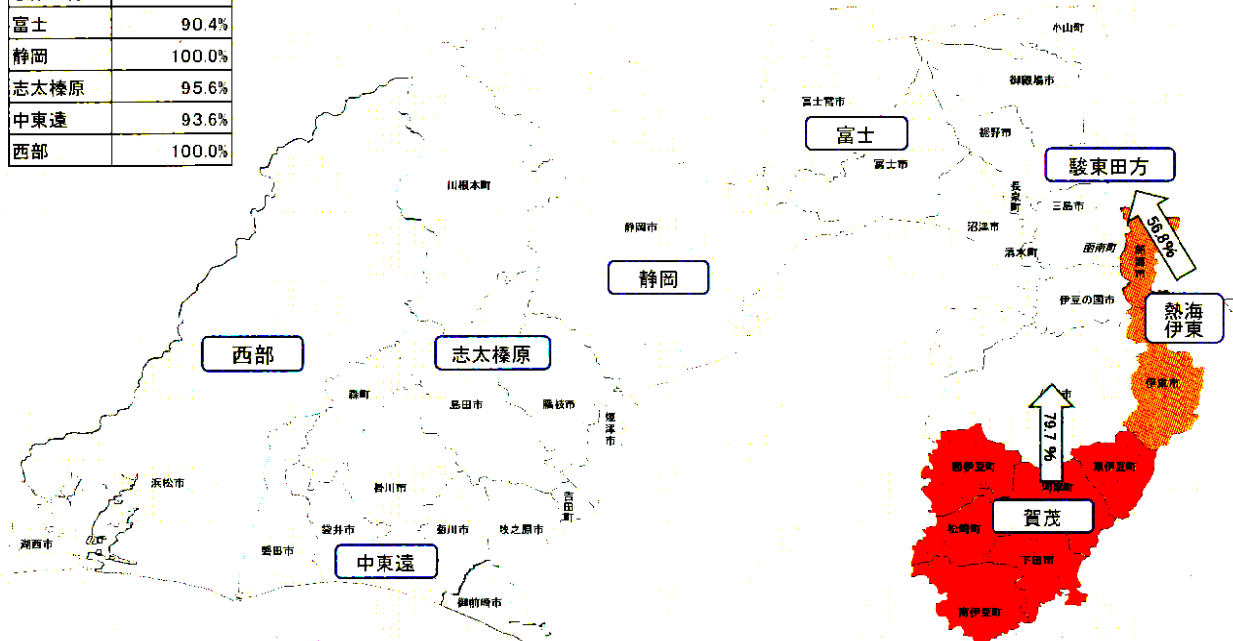 富士 90.4%
静岡 100.0%
志太榛原 95.6%
中東遠 93.6%
西部 100.0%
小山町
御殿場市
富士宮市
富士
裾野市
富士市
駿東田方
長泉町
三島市
川根本町
静岡市
沼津市
清水町
函南町
熱海市
56.8%
静岡
伊豆の国市
熱海
伊東
西部
志太榛原
伊東市
森町
島田市
藤枝市
焼津市
市
79.7%
西伊豆町
東伊豆町
河津町
浜松市
掛川市
吉田町
賀茂
松崎町
袋井市
菊川市
牧之原市
湖西市
磐田市
中東遠
下田市
御前崎市
南伊豆町